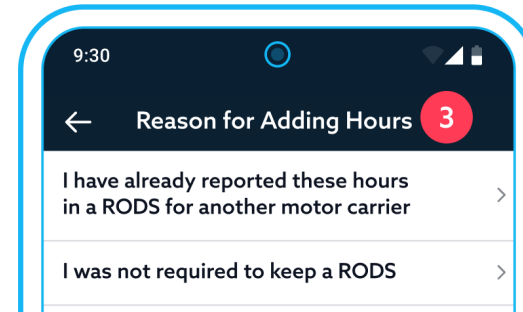 9:30
Reason for Adding Hours 3
I have already reported these hours
in a RODS for another motor carrier
I was not required to keep a RODS